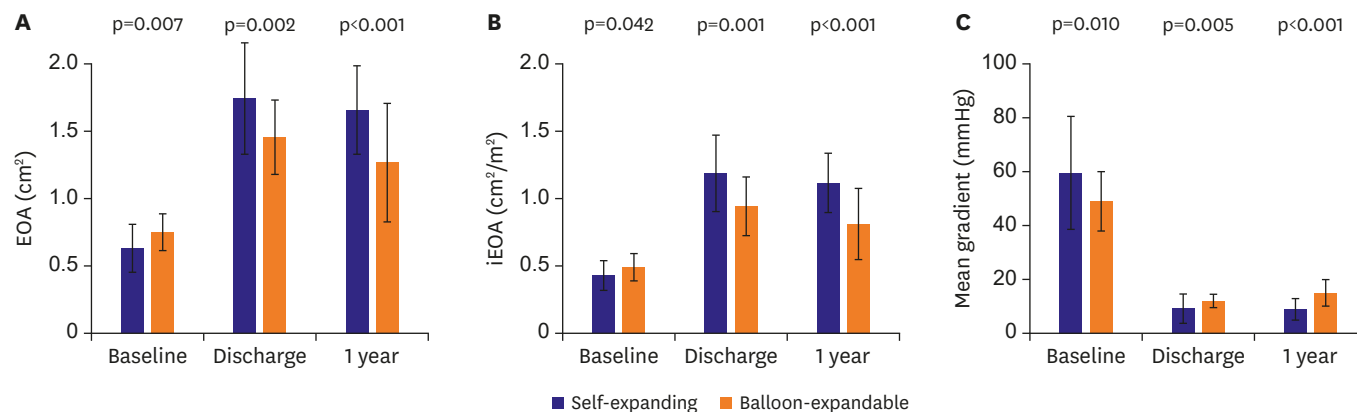 A p=0.007 p=0.002 p<0.001
EOA (cm²)
2.0
1.5
1.0
0.5
0
Baseline Discharge 1 year
B p=0.042 p=0.001 p<0.001
iEOA (cm²/m²)
2.0
1.5
1.0
0.5
0
Baseline Discharge 1 year
C p=0.010 p=0.005 p<0.001
Mean gradient (mmHg)
100
80
60
40
20
0
Baseline Discharge 1 year
Self-expanding Balloon-expandable